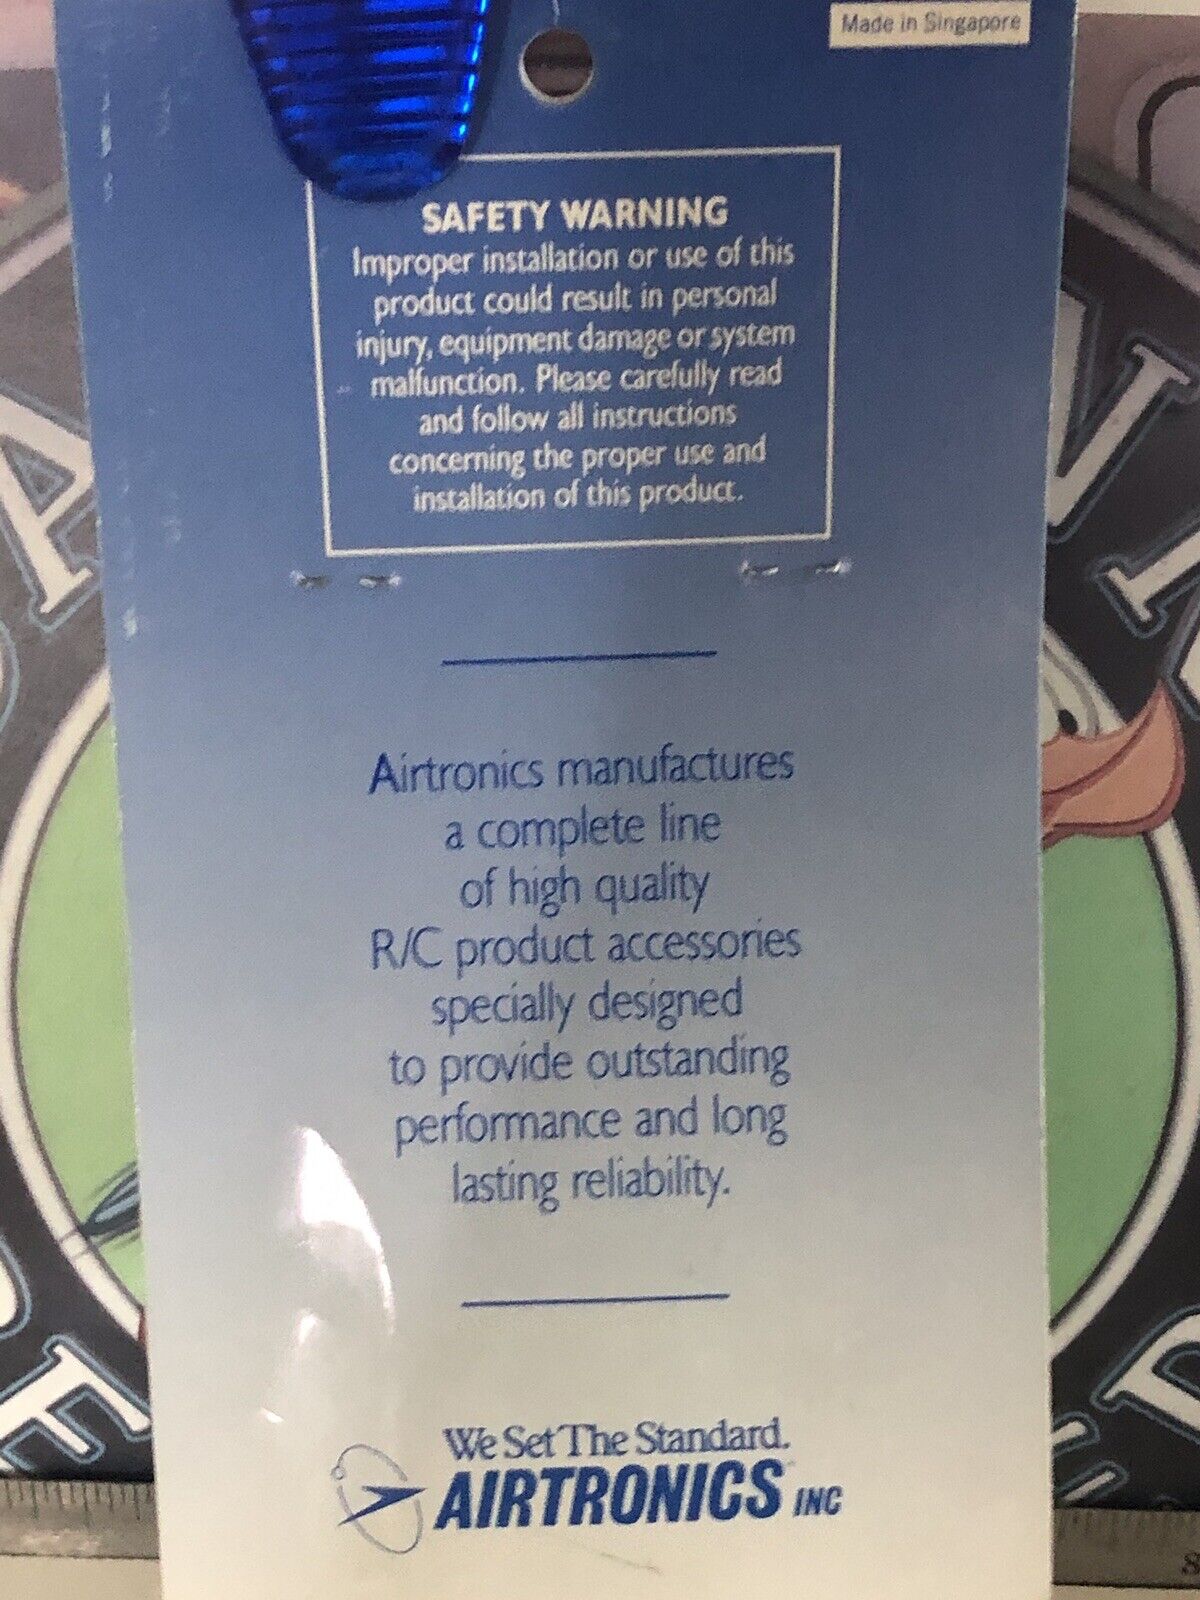 Made in Singapore
SAFETY WARNING
Improper installation or use of this
product could result in personal
injury, equipment damage or system
malfunction. Please carefully read
and follow all instructions
concerning the proper use and
installation of this product.
Airtronics manufactures
a complete line
of high quality
R/C product accessories
specially designed
to provide outstanding
performance and long
lasting reliability.
We Set The Standard.
AIRTRONICS INC